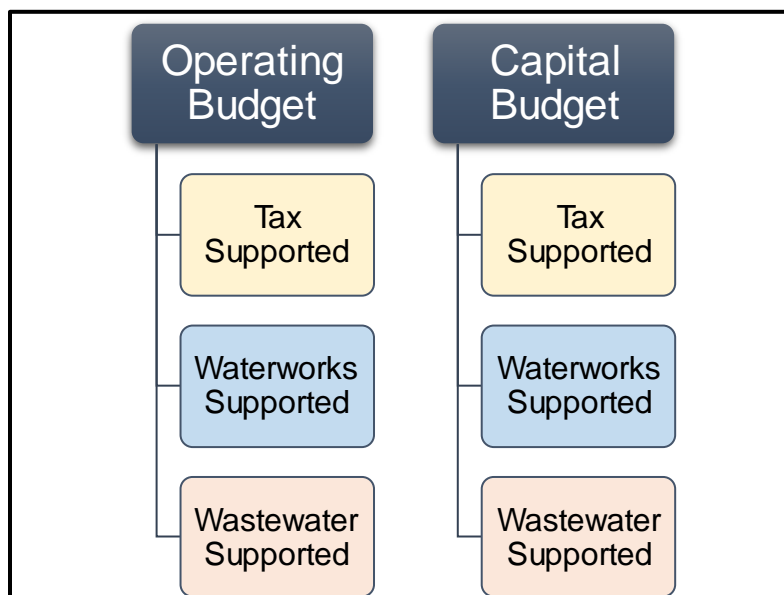 Operating
Budget
Tax
Supported
Waterworks
Supported
Wastewater
Supported
Capital
Budget
Tax
Supported
Waterworks
Supported
Wastewater
Supported